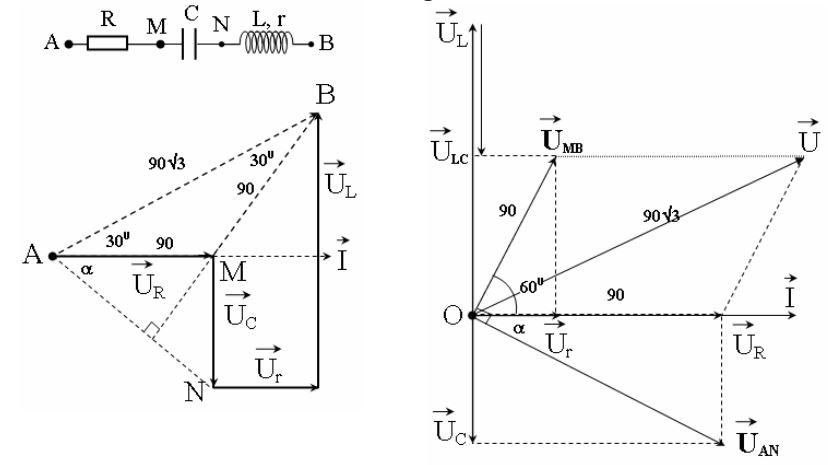 R
C
L, r
A
M
N
B
B
90√3
30⁰
90
U_L
A
30⁰
90
M
I
α
U_R
U_C
N
U_r
U_L
U_LC
U_MB
U
90
90√3
60⁰
90
I
O
α
U_r
U_R
U_C
U_AN